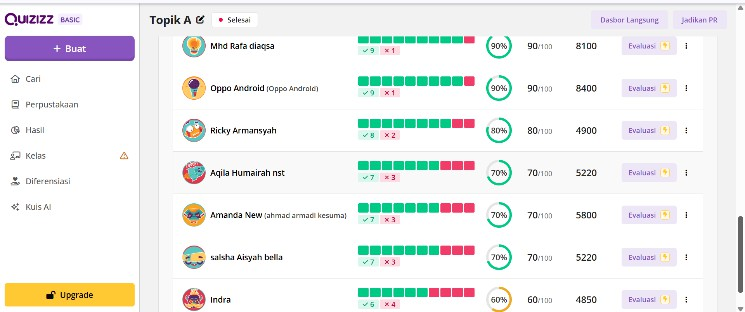 Quizizz BASIC
+ Buat
Cari
Perpustakaan
Hasil
Kelas
Diferensiasi
Kuis AI
Upgrade
Topik A Selesai Dasbor Langsung Jadikan PR
Mhd Rafa diaqsa 9 1 90% 90/100 8100 Evaluasi
Oppo Android (Oppo Android) 9 1 90% 90/100 8400 Evaluasi
Ricky Armansyah 8 2 80% 80/100 4900 Evaluasi
Aqila Humairah nst 7 3 70% 70/100 5220 Evaluasi
Amanda New (ahmad armadi kesuma) 7 3 70% 70/100 5800 Evaluasi
salsha Aisyah bella 7 3 70% 70/100 5220 Evaluasi
Indra 6 4 60% 60/100 4850 Evaluasi